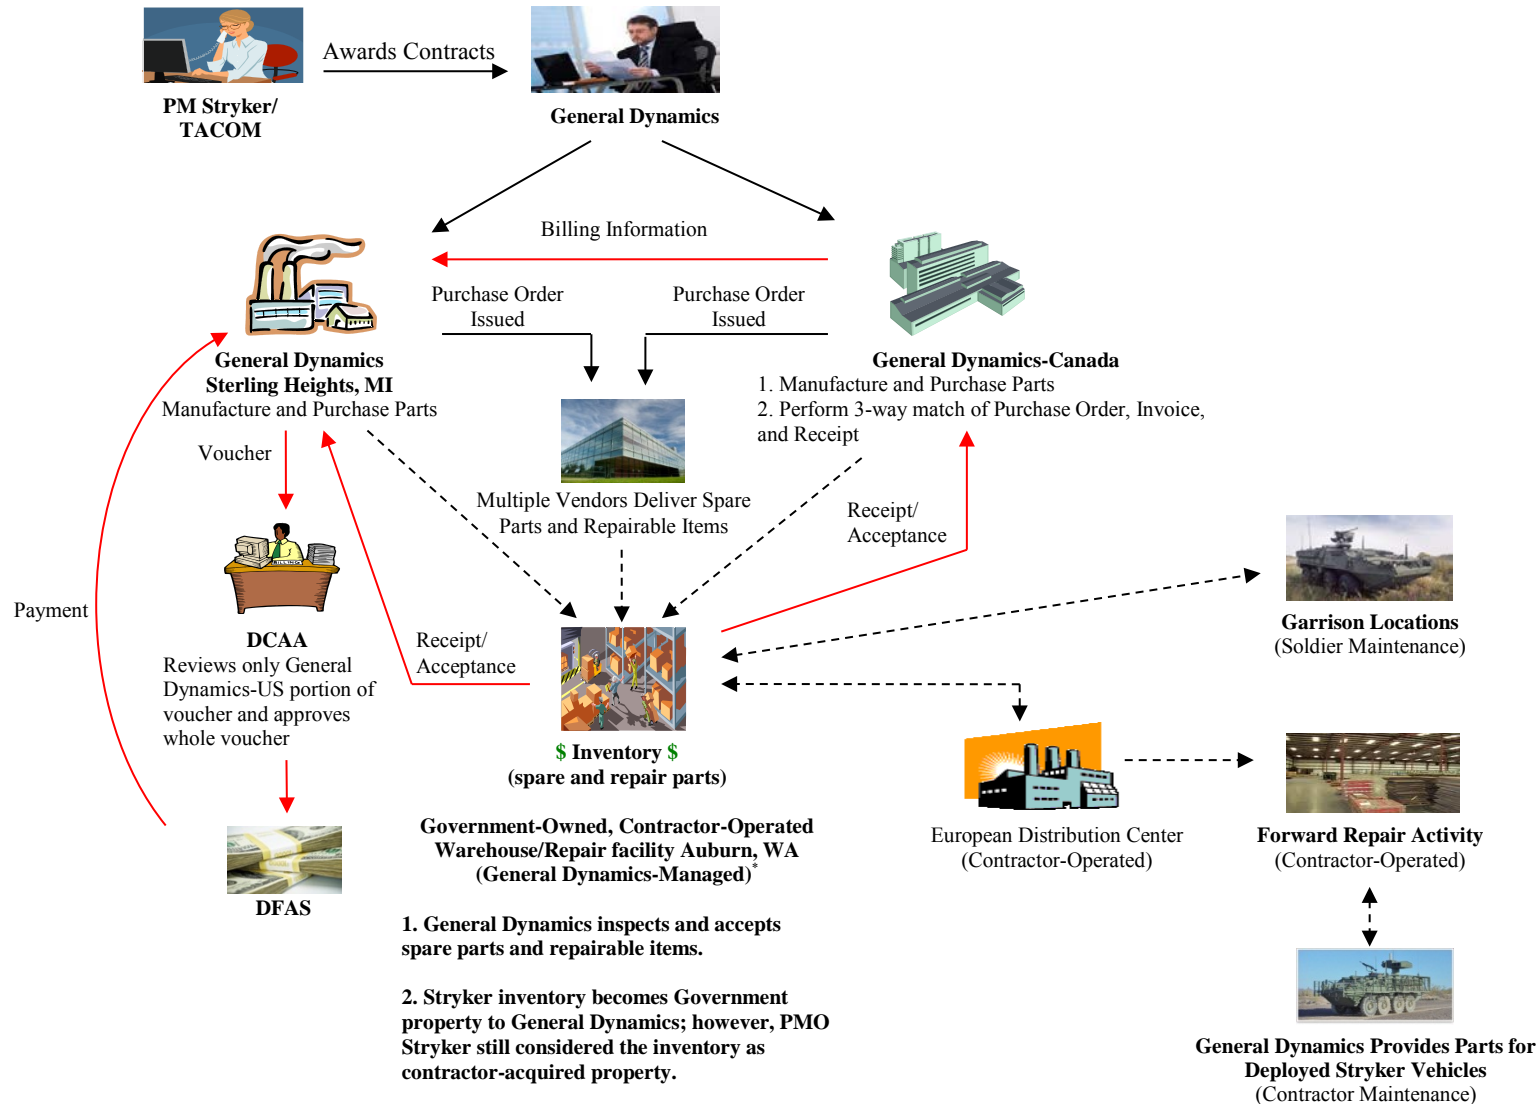 Awards Contracts
PM Stryker/
TACOM
General Dynamics
Billing Information
Purchase Order
Issued
Purchase Order
Issued
General Dynamics
Sterling Heights, MI
Manufacture and Purchase Parts
General Dynamics-Canada
1. Manufacture and Purchase Parts
2. Perform 3-way match of Purchase Order, Invoice,
and Receipt
Voucher
Multiple Vendors Deliver Spare
Parts and Repairable Items
Receipt/
Acceptance
BILLING
Payment
DCAA
Reviews only General
Dynamics-US portion of
voucher and approves
whole voucher
Receipt/
Acceptance
Garrison Locations
(Soldier Maintenance)
$ Inventory $
(spare and repair parts)
Government-Owned, Contractor-Operated
Warehouse/Repair facility Auburn, WA
(General Dynamics-Managed)*
European Distribution Center
(Contractor-Operated)
Forward Repair Activity
(Contractor-Operated)
DFAS
1. General Dynamics inspects and accepts
spare parts and repairable items.
2. Stryker inventory becomes Government
property to General Dynamics; however, PMO
Stryker still considered the inventory as
contractor-acquired property.
General Dynamics Provides Parts for
Deployed Stryker Vehicles
(Contractor Maintenance)